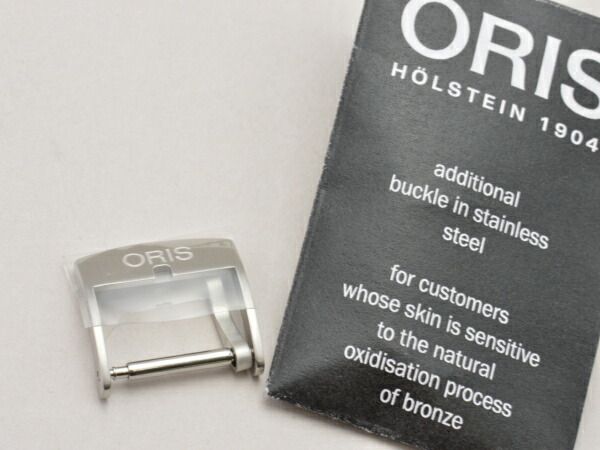 ORIS
HÖLSTEIN 1904
additional
buckle in stainless
steel
for customers
whose skin is sensitive
to the natural
oxidisation process
of bronze
ORIS